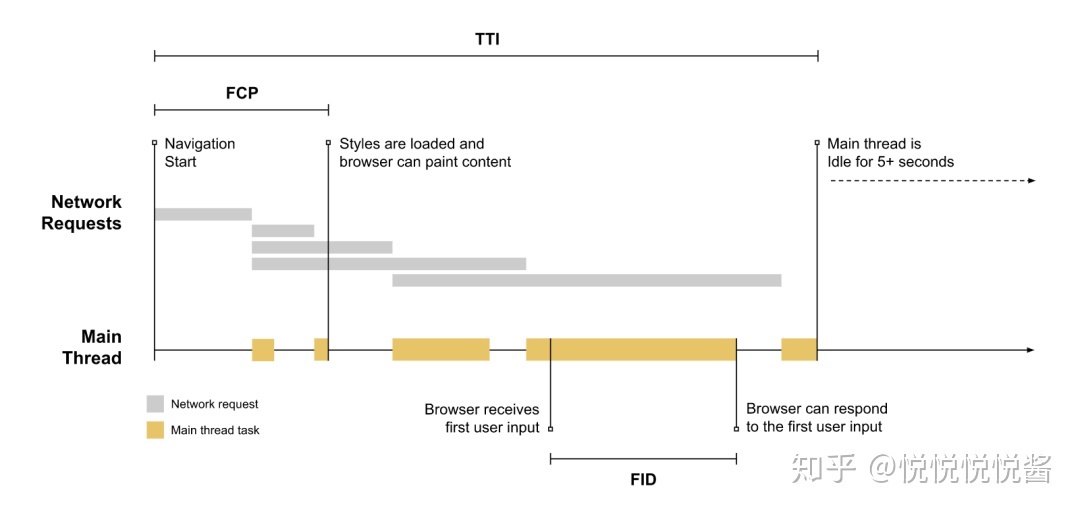 TTI
FCP
Navigation
Start
Styles are loaded and
browser can paint content
Main thread is
Idle for 5+ seconds
Network
Requests
Main
Thread
Network request
Main thread task
Browser receives
first user input
Browser can respond
to the first user input
FID
知乎 @悦悦悦悦酱